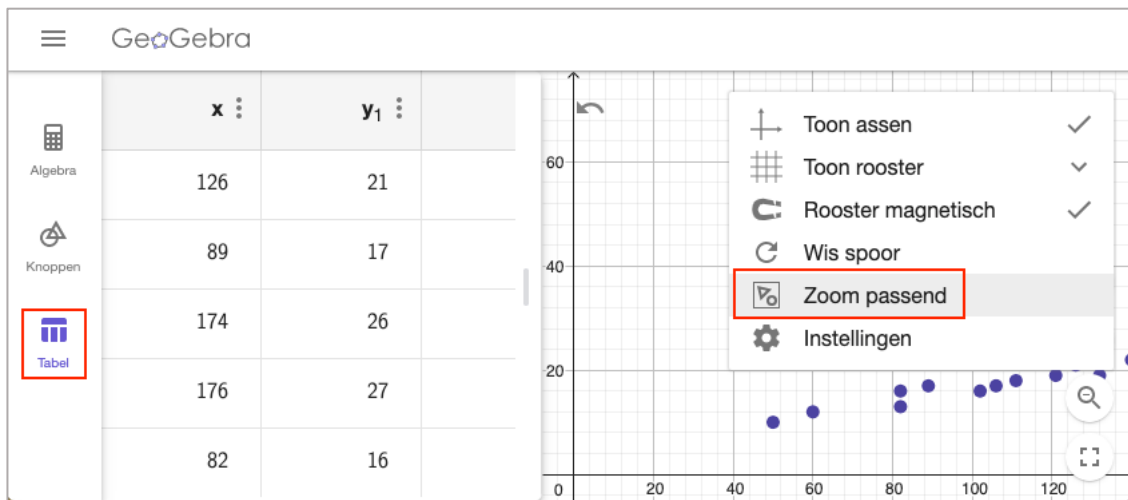 GeoGebra
Algebra
Knoppen
Tabel
x y₁
126 21
89 17
174 26
176 27
82 16
60
40
20
0 20 40 60 80 100 120
Toon assen
Toon rooster
Rooster magnetisch
Wis spoor
Zoom passend
Instellingen